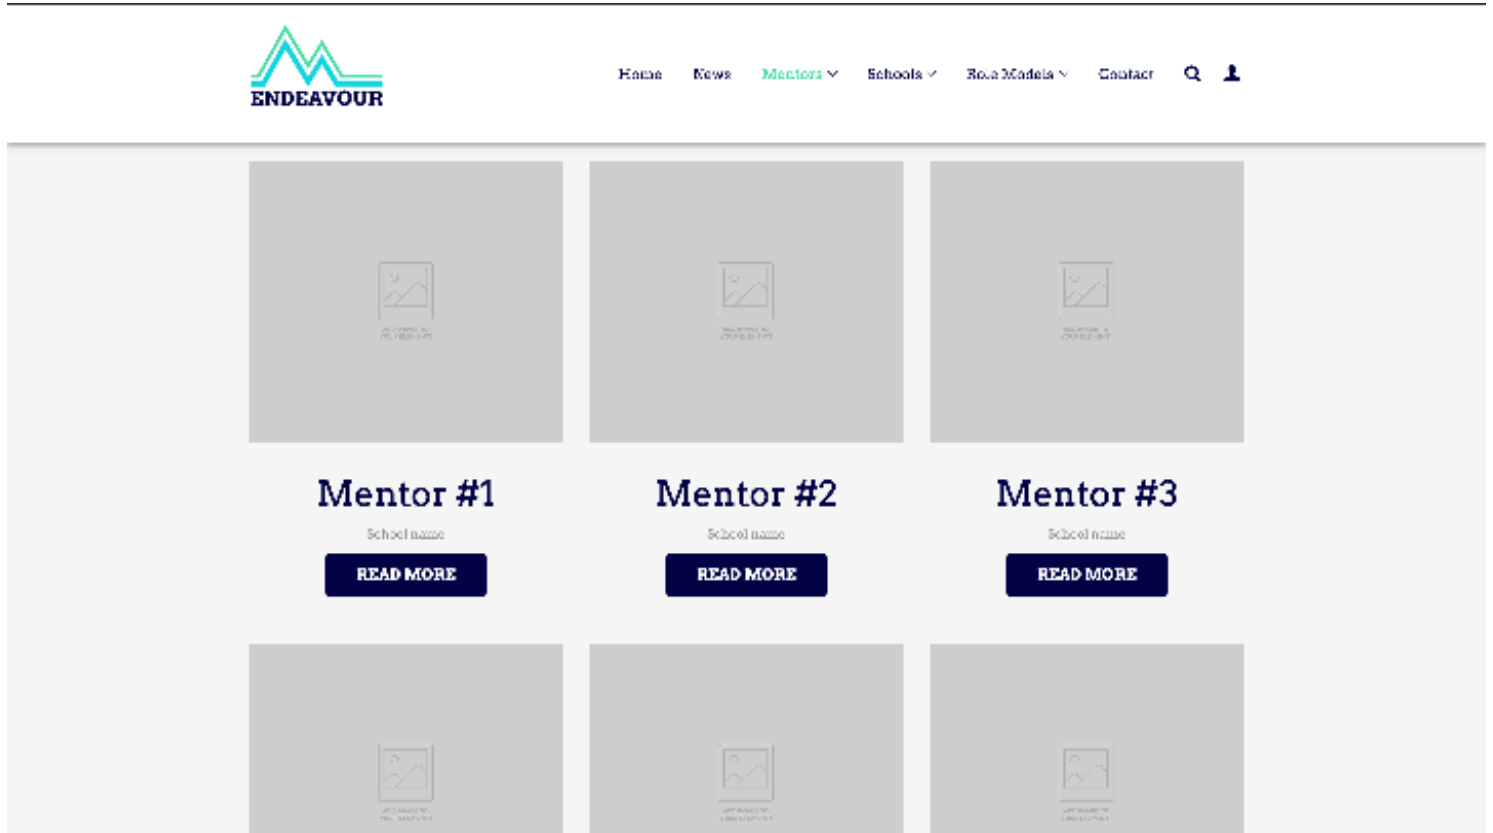 ENDEAVOUR
Home News Mentors Schools Role Models Contact
Mentor #1 Mentor #2 Mentor #3
School name School name School name
READ MORE READ MORE READ MORE